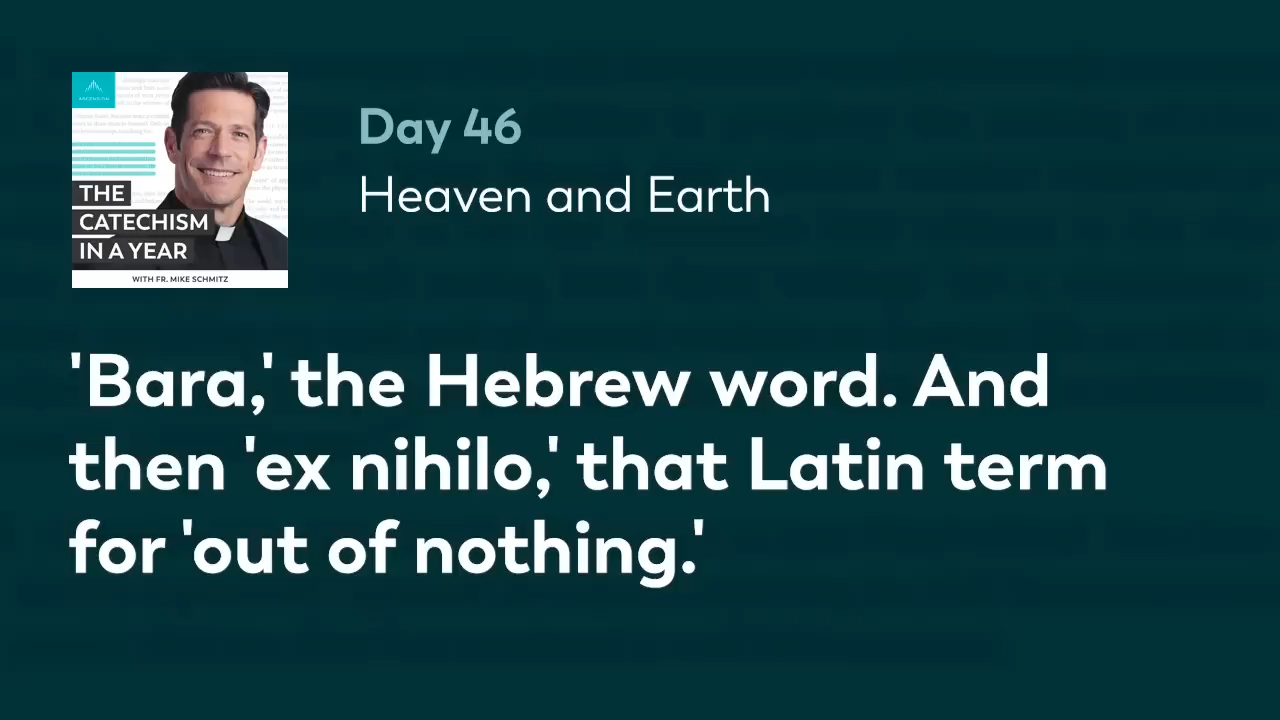 ASCENSION
THE
CATECHISM
IN A YEAR
WITH FR. MIKE SCHMITZ
Day 46
Heaven and Earth
'Bara,' the Hebrew word. And
then 'ex nihilo,' that Latin term
for 'out of nothing.'